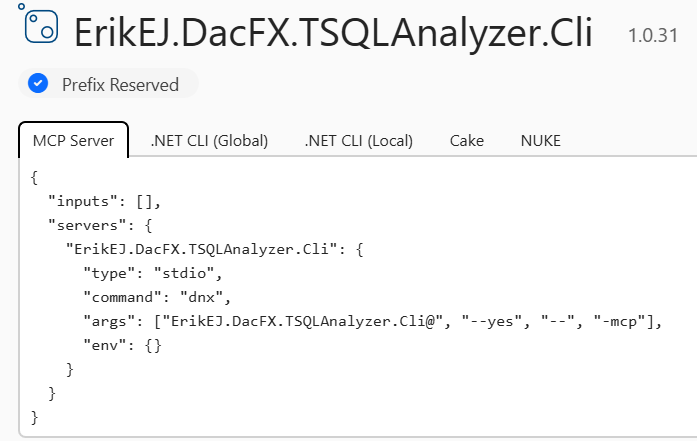 ErikEJ.DacFX.TSQLAnalyzer.Cli 1.0.31
Prefix Reserved
MCP Server .NET CLI (Global) .NET CLI (Local) Cake NUKE
{
  "inputs": [],
  "servers": {
    "ErikEJ.DacFX.TSQLAnalyzer.Cli": {
      "type": "stdio",
      "command": "dnx",
      "args": ["ErikEJ.DacFX.TSQLAnalyzer.Cli@", "--yes", "--", "-mcp"],
      "env": {}
    }
  }
}